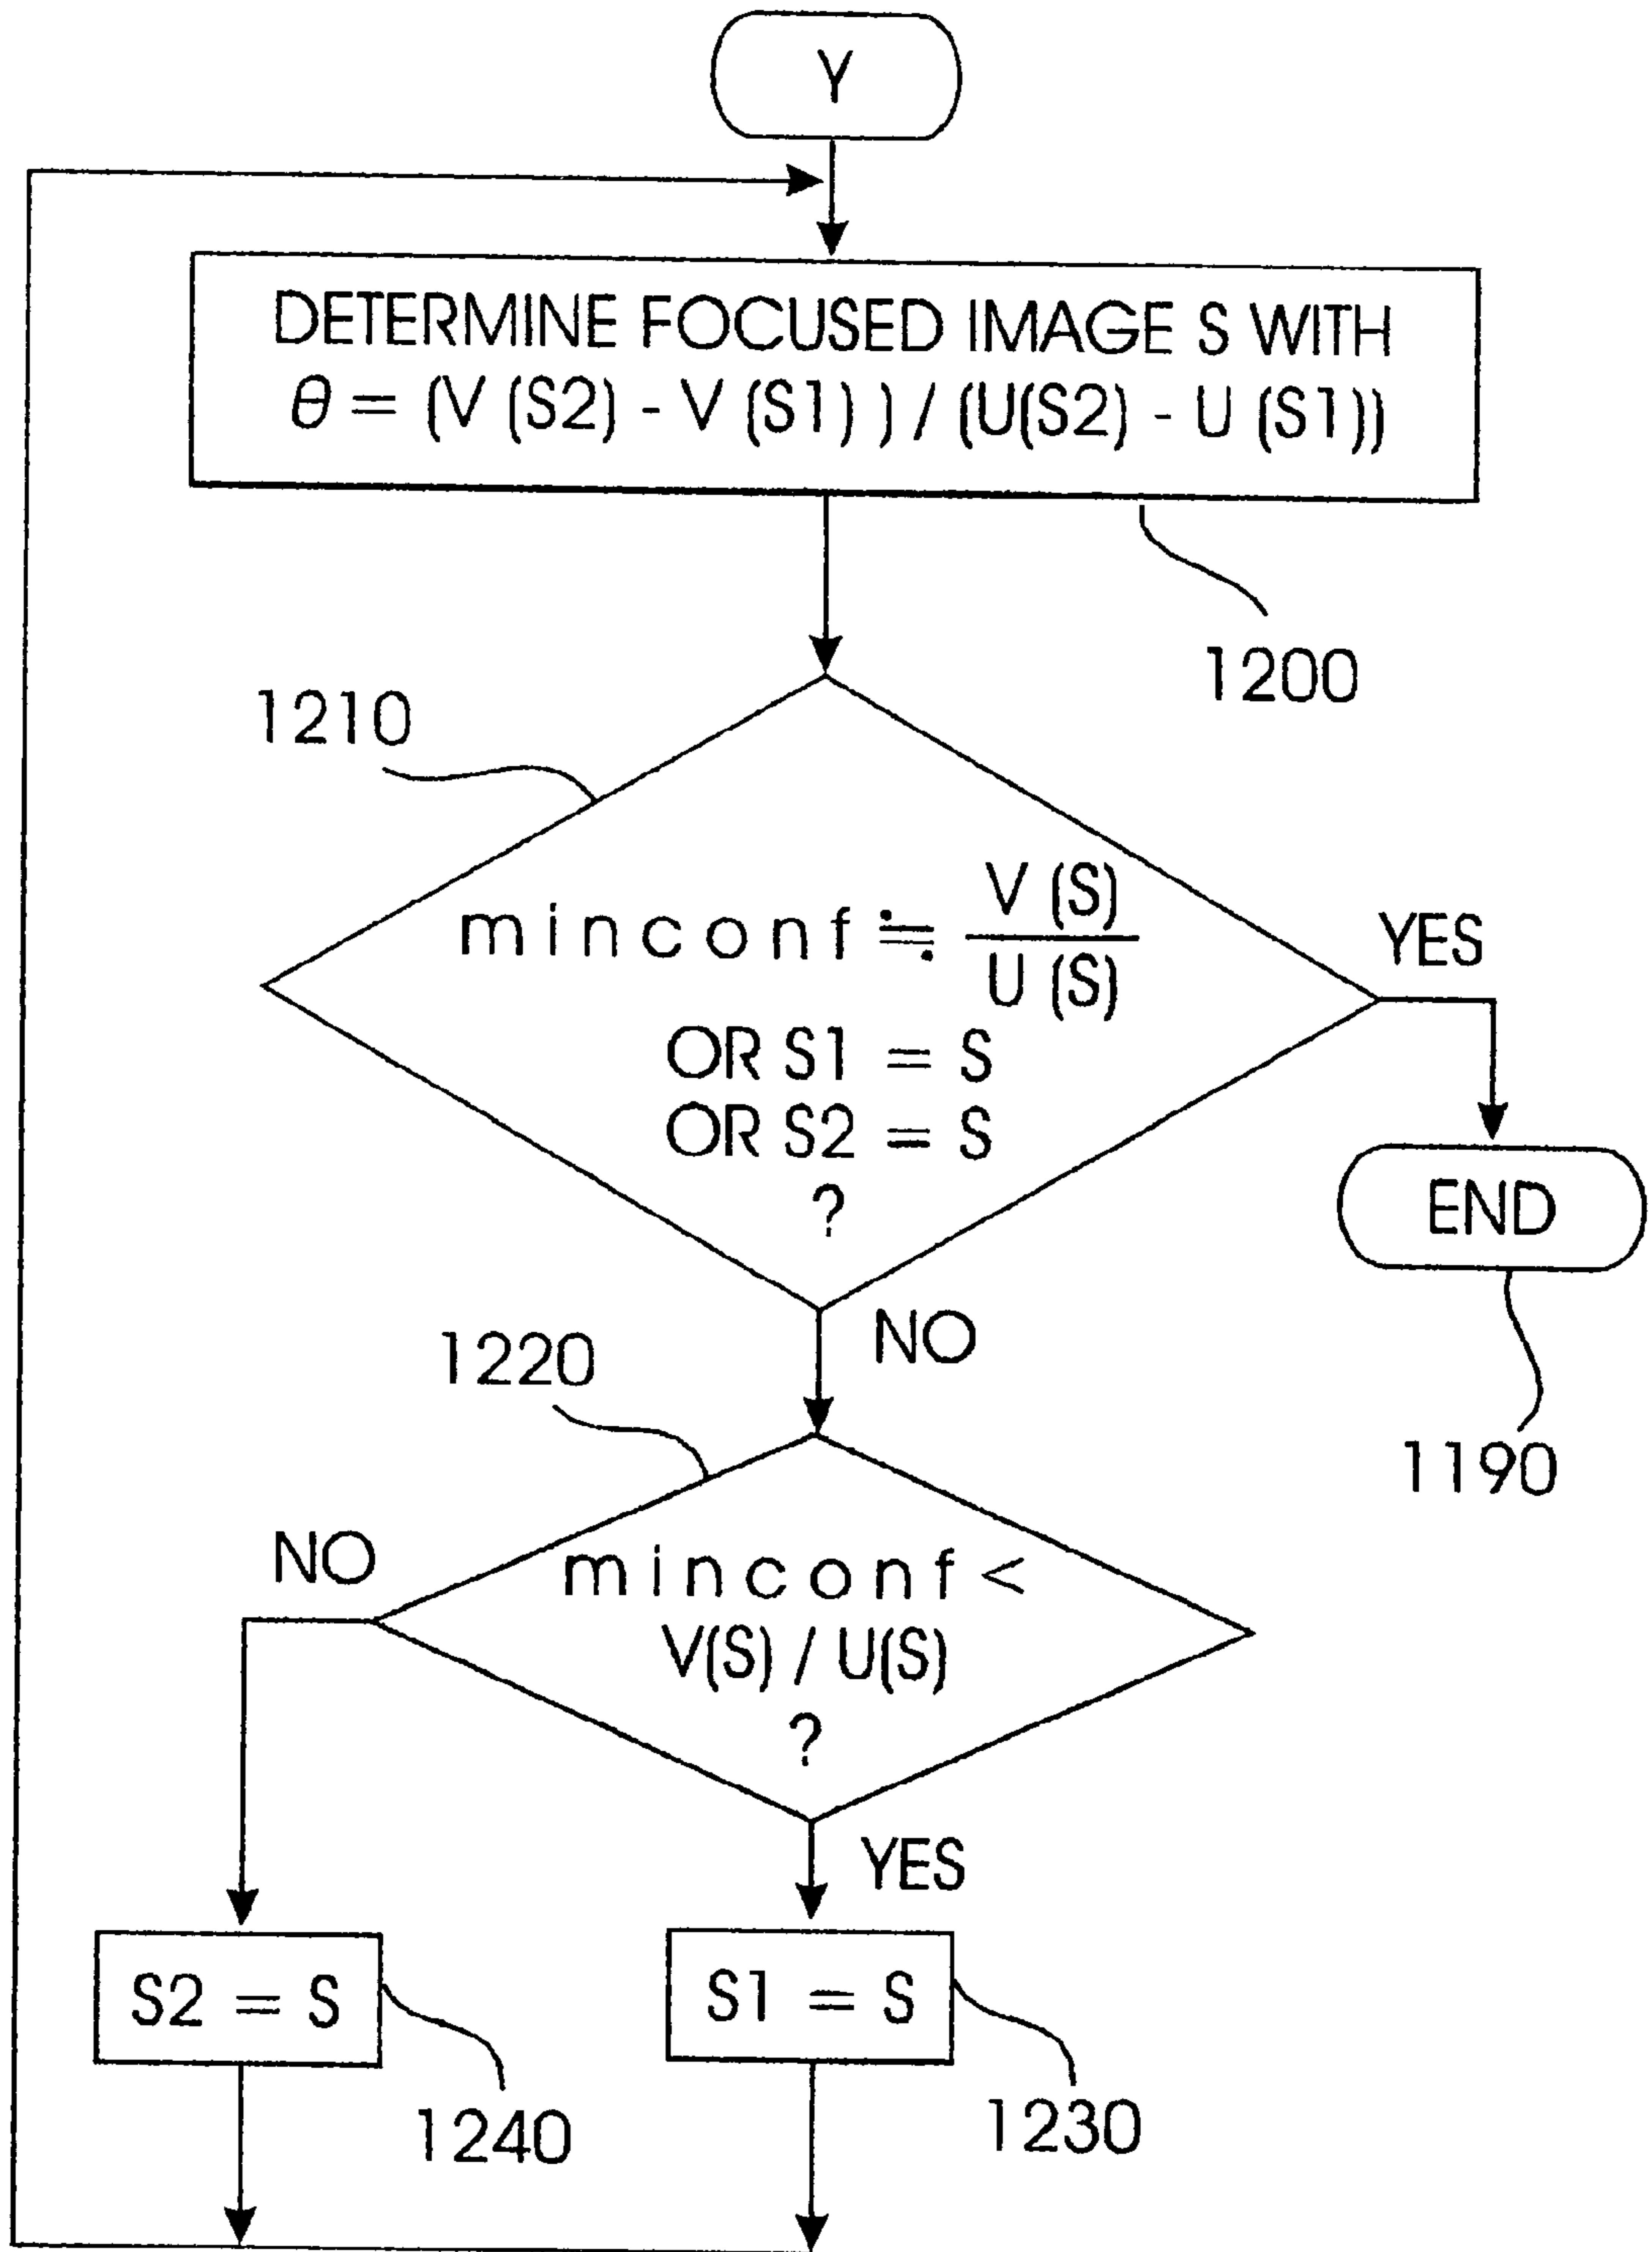 Y
DETERMINE FOCUSED IMAGE S WITH
θ = (V (S2) - V (S1) ) / (U(S2) - U (S1))
1200
1210
minconf ≒ V (S)
U (S)
YES
OR S1 = S
OR S2 = S
?
END
NO
1220
1190
NO
minconf <
V(S) / U(S)
?
YES
S2 = S
S1 = S
1240
1230